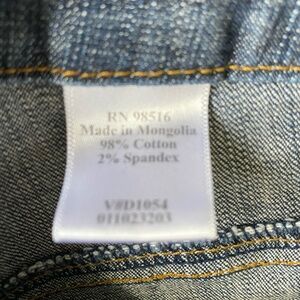 RN 98516
Made in Mongolia
98% Cotton
2% Spandex
V#D1054
011023203